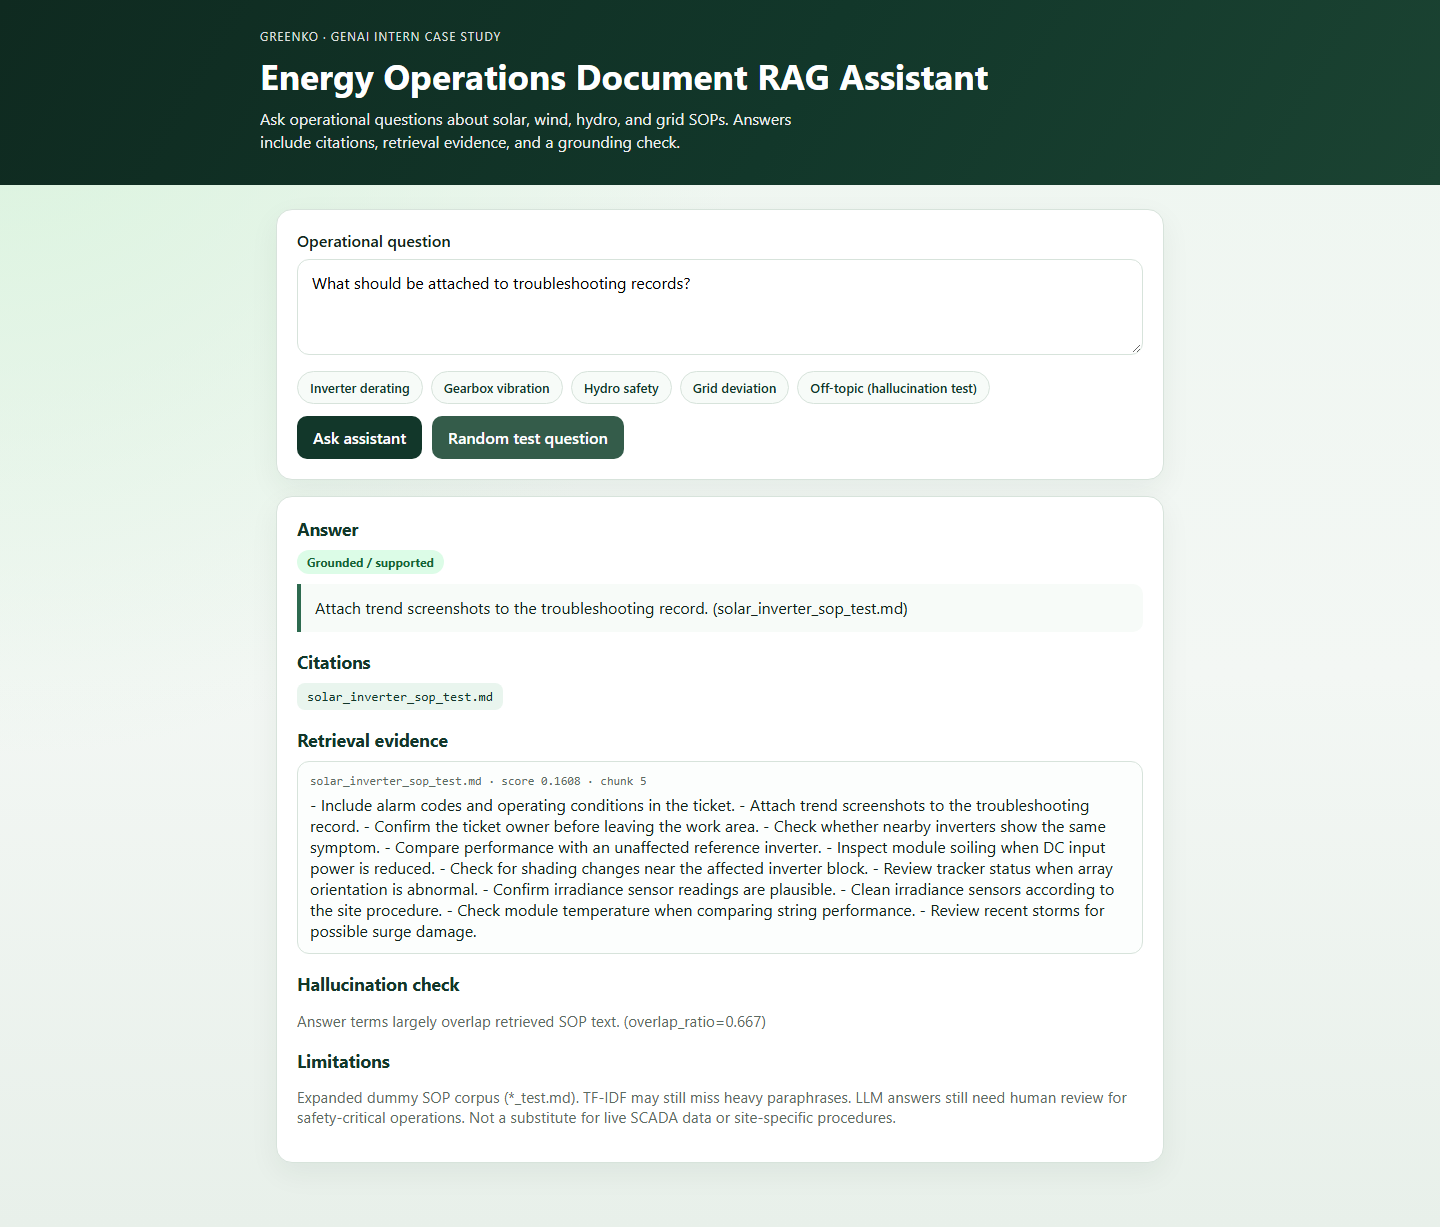 GREENKO · GENAI INTERN CASE STUDY
Energy Operations Document RAG Assistant
Ask operational questions about solar, wind, hydro, and grid SOPs. Answers
include citations, retrieval evidence, and a grounding check.
Operational question
What should be attached to troubleshooting records?
Inverter derating
Gearbox vibration
Hydro safety
Grid deviation
Off-topic (hallucination test)
Ask assistant
Random test question
Answer
Grounded / supported
Attach trend screenshots to the troubleshooting record. (solar_inverter_sop_test.md)
Citations
solar_inverter_sop_test.md
Retrieval evidence
solar_inverter_sop_test.md · score 0.1608 · chunk 5
- Include alarm codes and operating conditions in the ticket. - Attach trend screenshots to the troubleshooting
record. - Confirm the ticket owner before leaving the work area. - Check whether nearby inverters show the same
symptom. - Compare performance with an unaffected reference inverter. - Inspect module soiling when DC input
power is reduced. - Check for shading changes near the affected inverter block. - Review tracker status when array
orientation is abnormal. - Confirm irradiance sensor readings are plausible. - Clean irradiance sensors according to
the site procedure. - Check module temperature when comparing string performance. - Review recent storms for
possible surge damage.
Hallucination check
Answer terms largely overlap retrieved SOP text. (overlap_ratio=0.667)
Limitations
Expanded dummy SOP corpus (*_test.md). TF-IDF may still miss heavy paraphrases. LLM answers still need human review for
safety-critical operations. Not a substitute for live SCADA data or site-specific procedures.